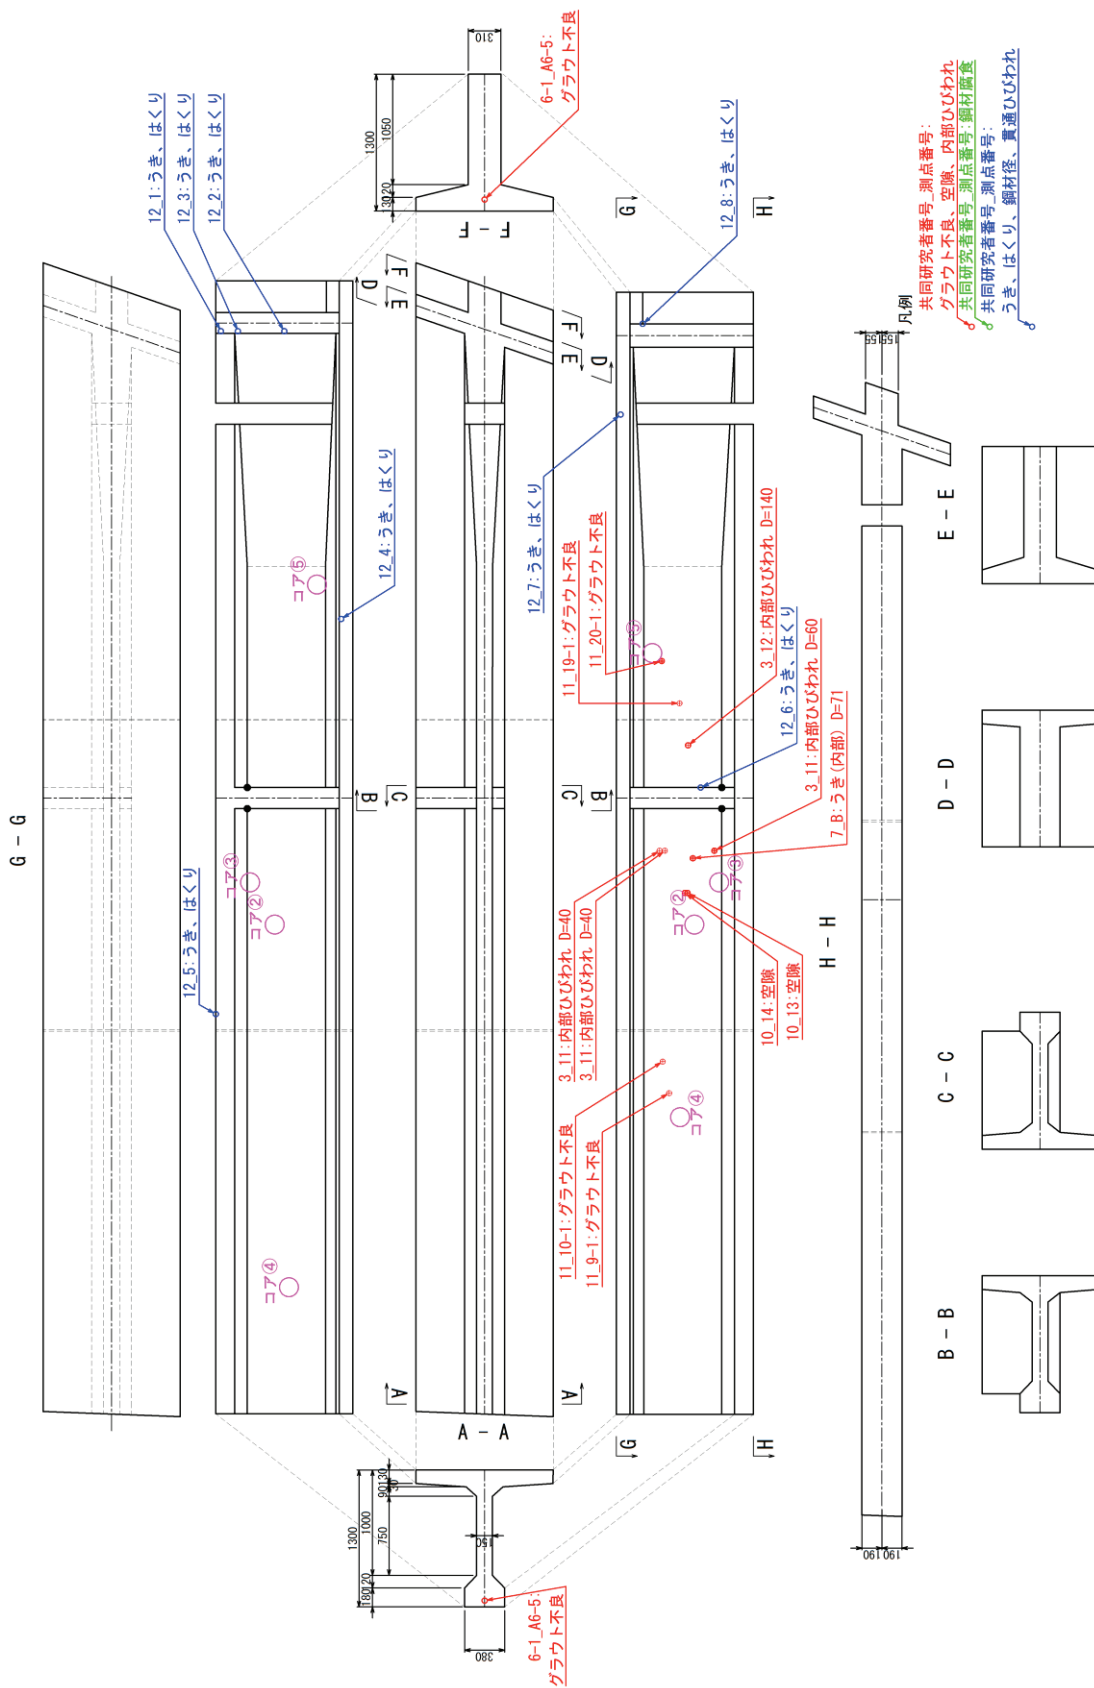 G - G
12_1:うき、はくり
12_3:うき、はくり
12_2:うき、はくり
12_5:うき、はくり
コア③
コア②
コア④
コア⑤
12_4:うき、はくり
1300
1050
120
130
310
F - F
6-1_A6-5:
グラウト不良
D
F
E
B
C
A
G
H
12_8:うき、はくり
F
E
D
C
B
A
A - A
1300
130
1000
90
30
750
120
180
150
380
6-1_A6-5:
グラウト不良
12_7:うき、はくり
11_19-1:グラウト不良
11_20-1:グラウト不良
コア⑤
3_12:内部ひびわれ D=140
12_6:うき、はくり
3_11:内部ひびわれ D=60
7_B:うき(内部) D=71
3_11:内部ひびわれ D=40
3_11:内部ひびわれ D=40
コア②
コア③
10_14:空隙
10_13:空隙
11_10-1:グラウト不良
11_9-1:グラウト不良
コア④
G
H
H - H
190
190
155
155
凡例
共同研究者番号_測点番号:
グラウト不良、空隙、内部ひびわれ
共同研究者番号_測点番号:鋼材腐食
共同研究者番号_測点番号:
うき、はくり、鋼材径、貫通ひびわれ
B - B
C - C
D - D
E - E